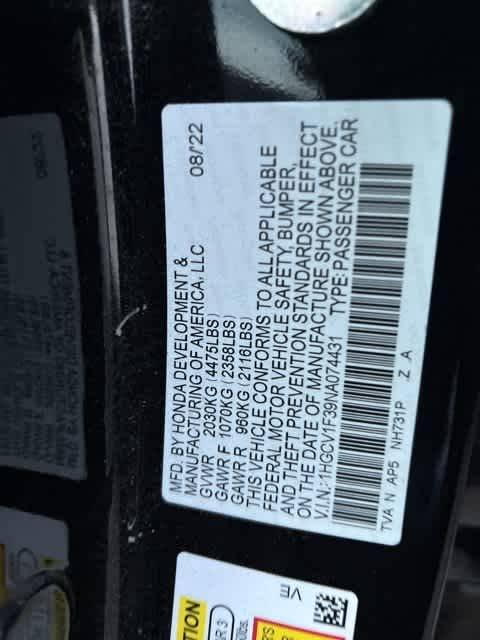 MFD. BY HONDA DEVELOPMENT & 08/'22
MANUFACTURING OF AMERICA, LLC
GVWR 2030KG (4475LBS)
GAWR F 1070KG (2358LBS)
GAWR R 960KG (2116LBS)
THIS VEHICLE CONFORMS TO ALL APPLICABLE
FEDERAL MOTOR VEHICLE SAFETY, BUMPER,
AND THEFT PREVENTION STANDARDS IN EFFECT
ON THE DATE OF MANUFACTURE SHOWN ABOVE.
V.I.N.:1HGCV1F39NA074431 TYPE:PASSENGER CAR
TVA N AP5 NH731P Z A
Vm